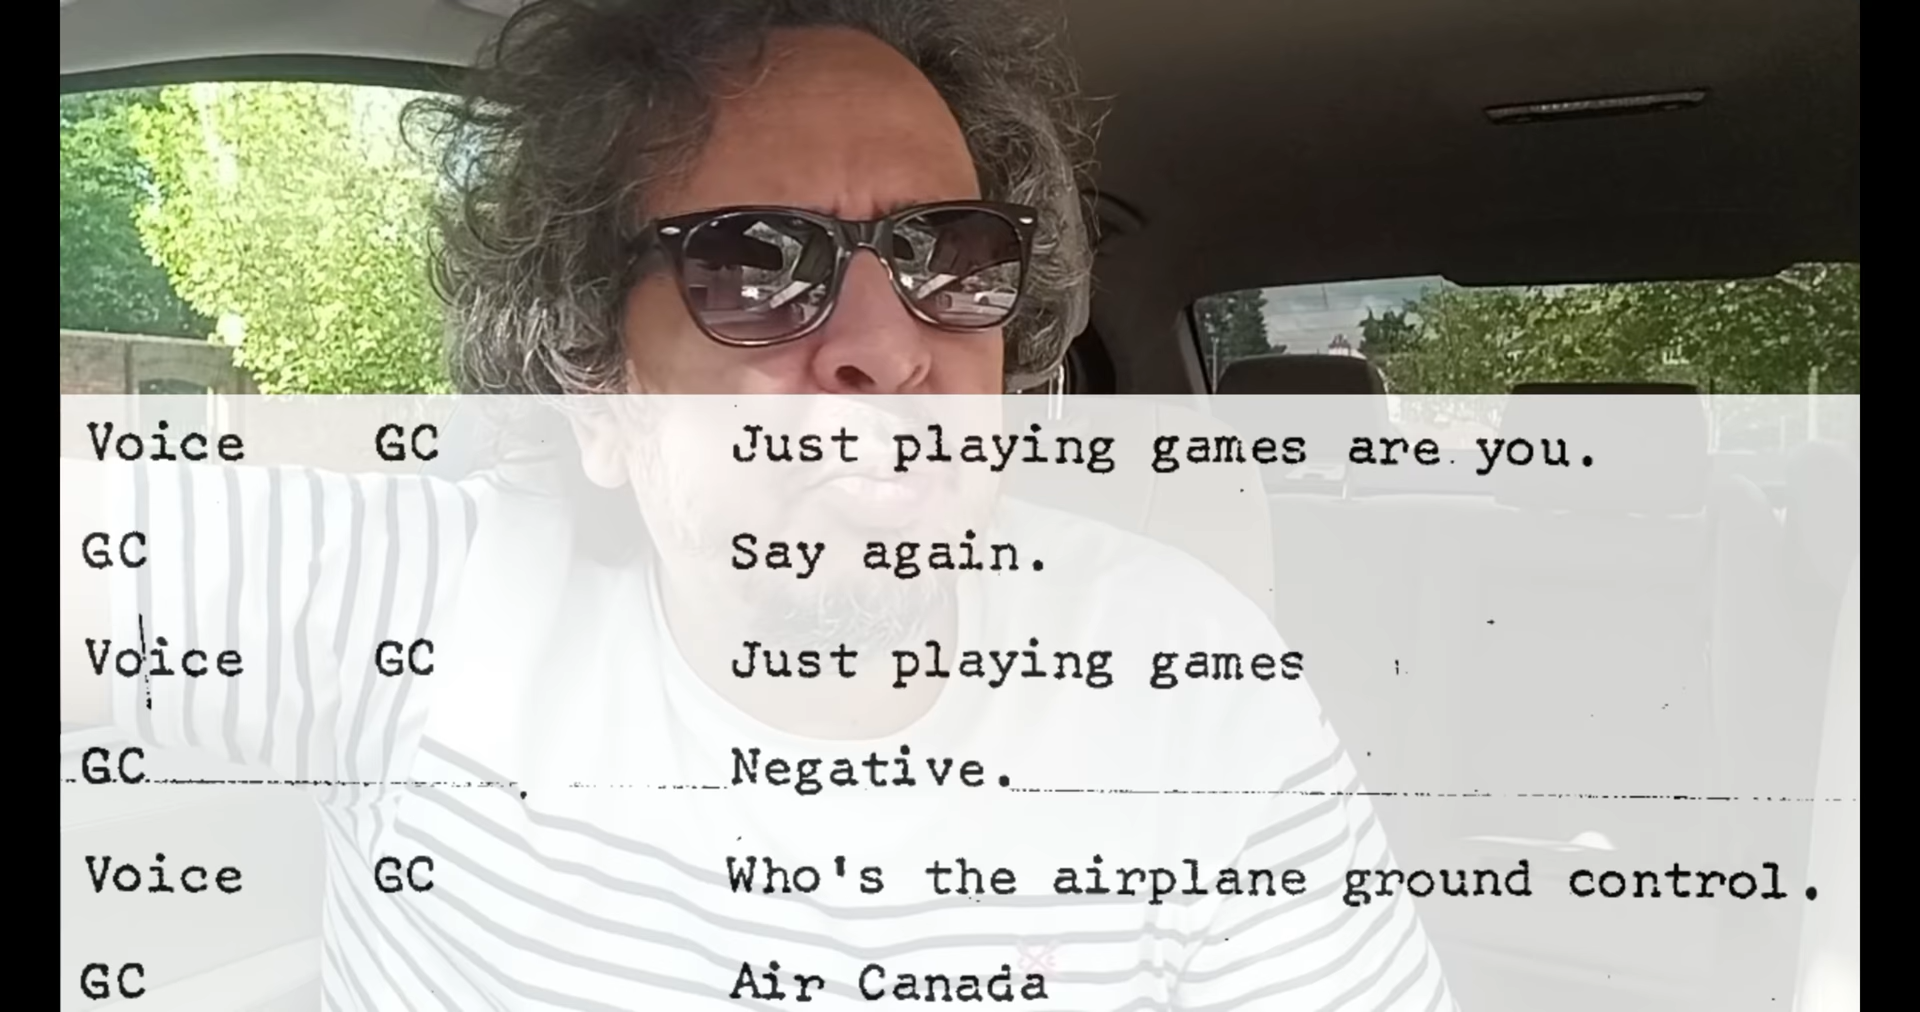 Voice GC Just playing games are you.
GC Say again.
Voice GC Just playing games
GC Negative.
Voice GC Who's the airplane ground control.
GC Air Canada